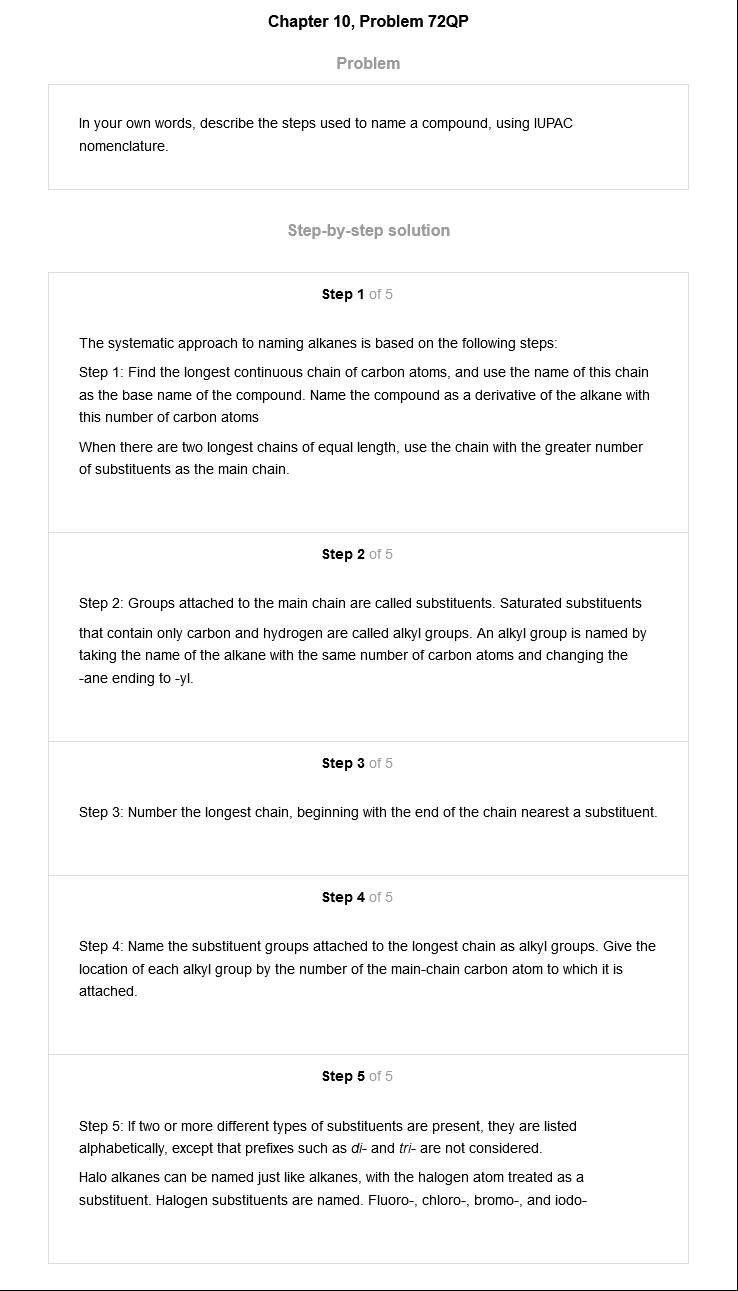 Chapter 10, Problem 72QP
Problem
In your own words, describe the steps used to name a compound, using IUPAC
nomenclature.
Step-by-step solution
Step 1 of 5
The systematic approach to naming alkanes is based on the following steps:
Step 1: Find the longest continuous chain of carbon atoms, and use the name of this chain
as the base name of the compound. Name the compound as a derivative of the alkane with
this number of carbon atoms
When there are two longest chains of equal length, use the chain with the greater number
of substituents as the main chain.
Step 2 of 5
Step 2: Groups attached to the main chain are called substituents. Saturated substituents
that contain only carbon and hydrogen are called alkyl groups. An alkyl group is named by
taking the name of the alkane with the same number of carbon atoms and changing the
-ane ending to -yl.
Step 3 of 5
Step 3: Number the longest chain, beginning with the end of the chain nearest a substituent.
Step 4 of 5
Step 4: Name the substituent groups attached to the longest chain as alkyl groups. Give the
location of each alkyl group by the number of the main-chain carbon atom to which it is
attached.
Step 5 of 5
Step 5: If two or more different types of substituents are present, they are listed
alphabetically, except that prefixes such as di- and tri- are not considered.
Halo alkanes can be named just like alkanes, with the halogen atom treated as a
substituent. Halogen substituents are named. Fluoro-, chloro-, bromo-, and iodo-